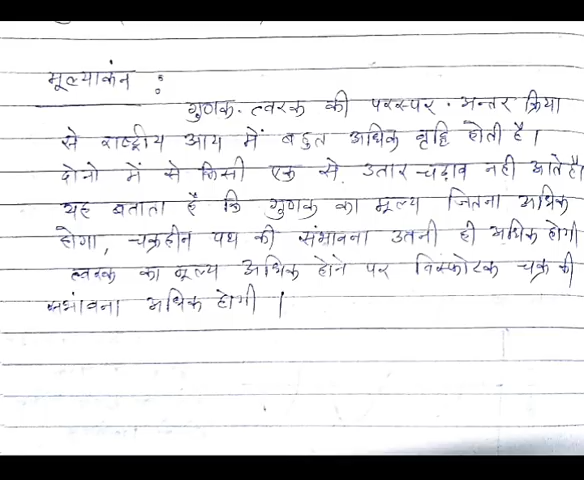 मूल्याकंन :
गुणक. त्वरक की परस्पर. अन्तर क्रिया
से राष्ट्रीय आय में बहुत अधिक वृद्दि होती है।
दोनो में से किसी एक से उतार-चढ़ाव नही आते है।
यह बताता है कि गुणक का मूल्य जितना अधिक
होगा, चक्रहीन पथ की संभावना उतनी ही अधिक होगी
त्वरक का मूल्य अधिक होने पर विस्फोटक चक्र की
सभांवना अधिक होगी।